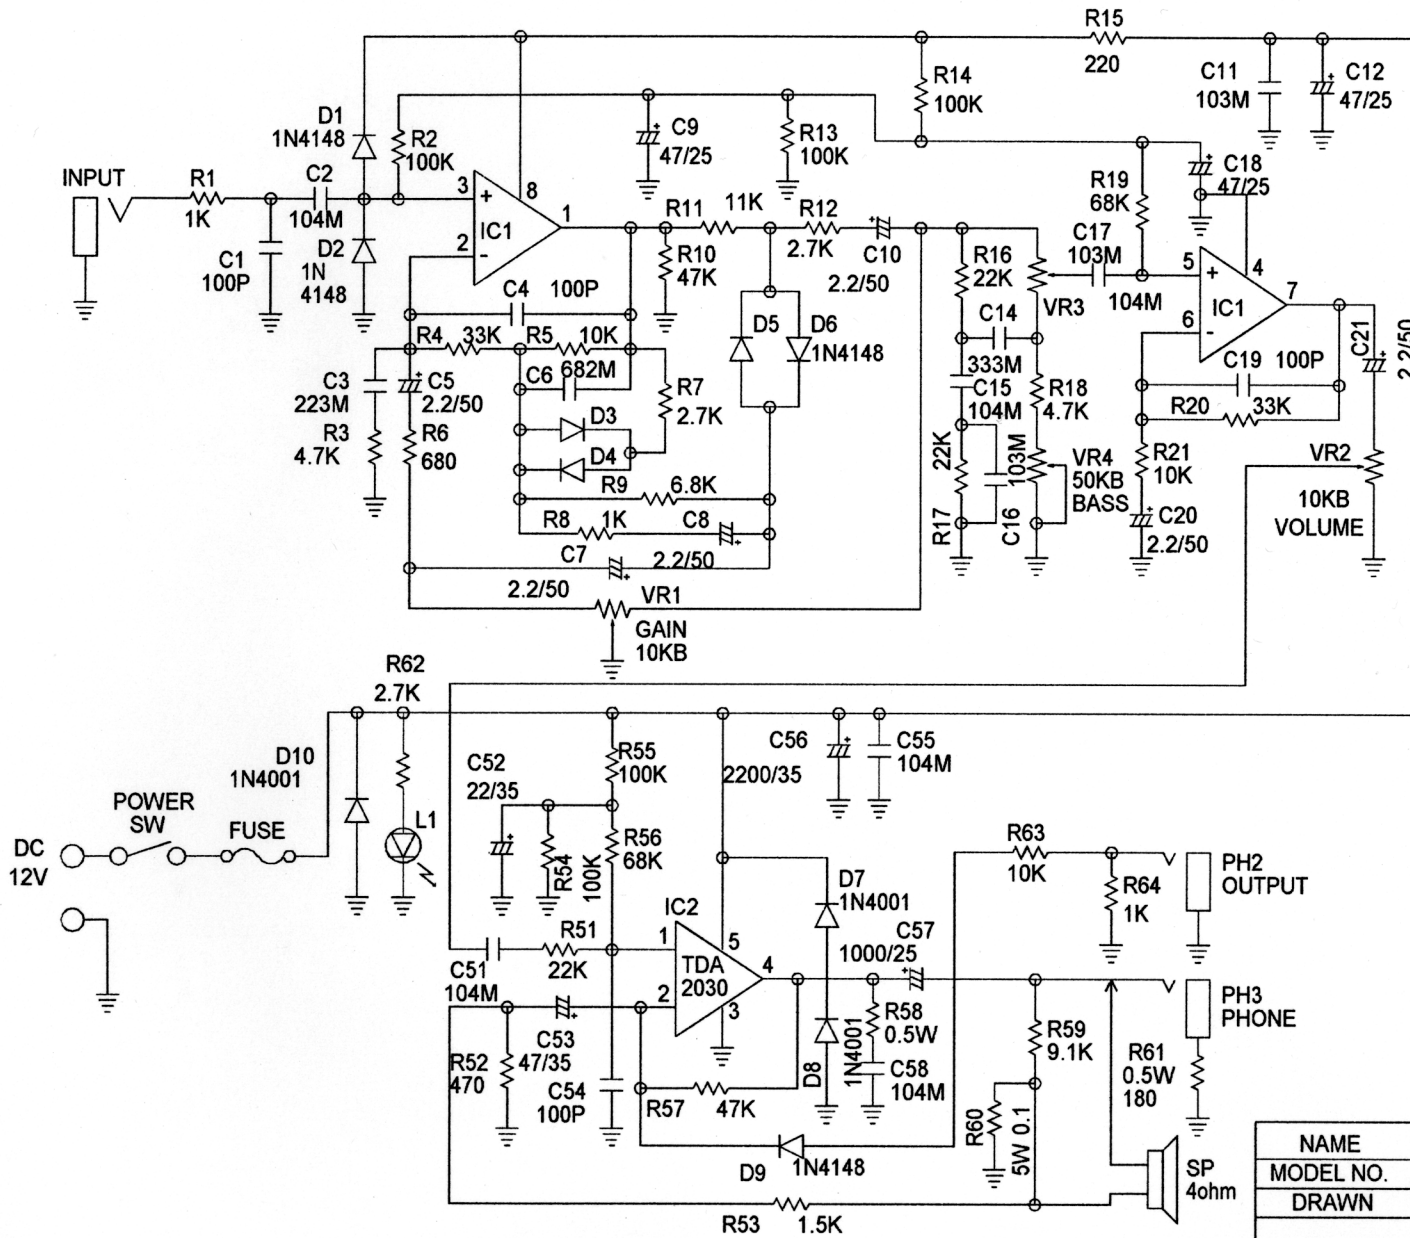 R15
220
C11
103M
C12
47/25
R14
100K
D1
1N4148
R2
100K
C9
47/25
R13
100K
C18
47/25
INPUT
R1
1K
C2
104M
3
+
8
IC1
1
2
-
R11
11K
R12
2.7K
C10
2.2/50
R19
68K
C17
103M
104M
5
+
4
IC1
7
6
-
C1
100P
D2
1N
4148
R10
47K
R16
22K
VR3
C4
100P
D5
D6
1N4148
C14
333M
C21
2.2/50
C19
100P
R4
33K
R5
10K
C6
682M
C3
223M
C5
2.2/50
R7
2.7K
C15
104M
R18
4.7K
R20
33K
R3
4.7K
R6
680
D3
D4
22K
R17
103M
C16
VR4
50KB
BASS
R21
10K
VR2
10KB
VOLUME
R9
6.8K
R8
1K
C8
2.2/50
C20
2.2/50
C7
2.2/50
VR1
GAIN
10KB
R62
2.7K
D10
1N4001
C52
22/35
R55
100K
C56
2200/35
C55
104M
POWER
SW
FUSE
L1
DC
12V
R54
100K
R56
68K
R63
10K
PH2
OUTPUT
R64
1K
D7
1N4001
IC2
1
5
TDA
2030
4
2
3
C57
1000/25
C51
104M
R51
22K
R58
0.5W
PH3
PHONE
R59
9.1K
R52
470
C53
47/35
C54
100P
D8
1N4001
C58
104M
R61
0.5W
180
R57
47K
R60
5W 0.1
D9
1N4148
SP
4ohm
R53
1.5K
NAME
MODEL NO.
DRAWN